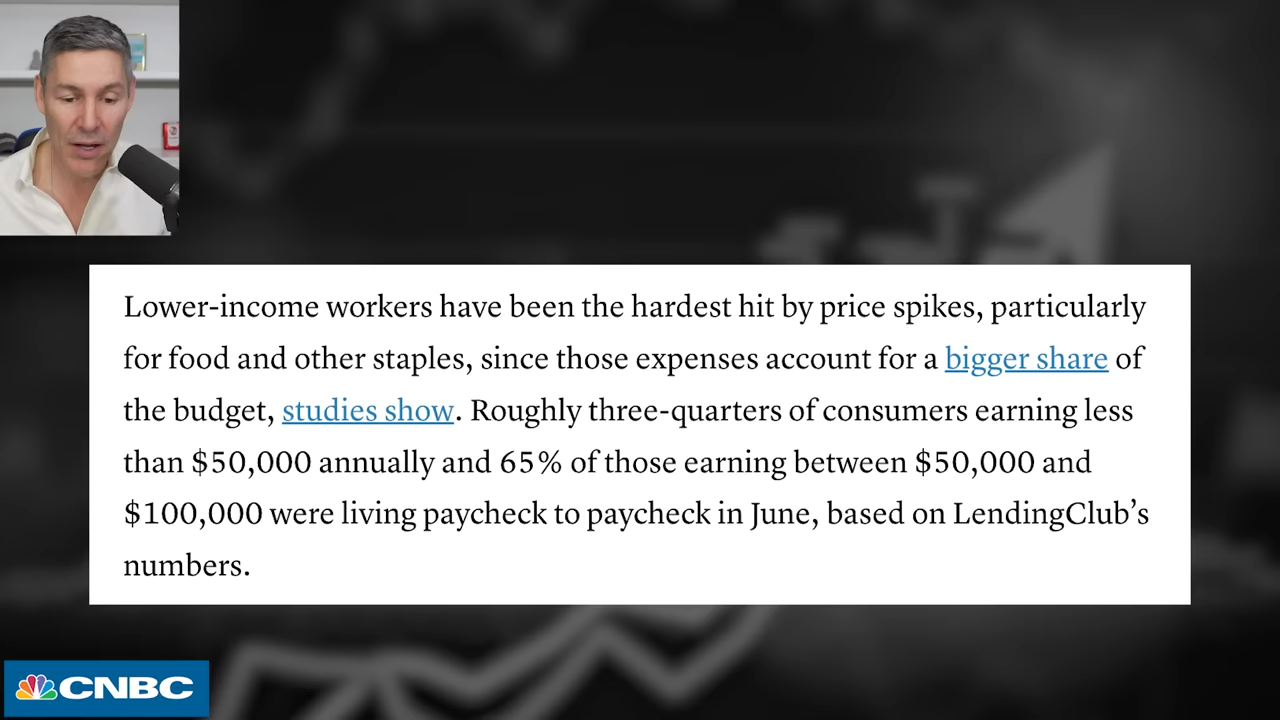 Lower-income workers have been the hardest hit by price spikes, particularly
for food and other staples, since those expenses account for a bigger share of
the budget, studies show. Roughly three-quarters of consumers earning less
than $50,000 annually and 65% of those earning between $50,000 and
$100,000 were living paycheck to paycheck in June, based on LendingClub’s
numbers.
CNBC